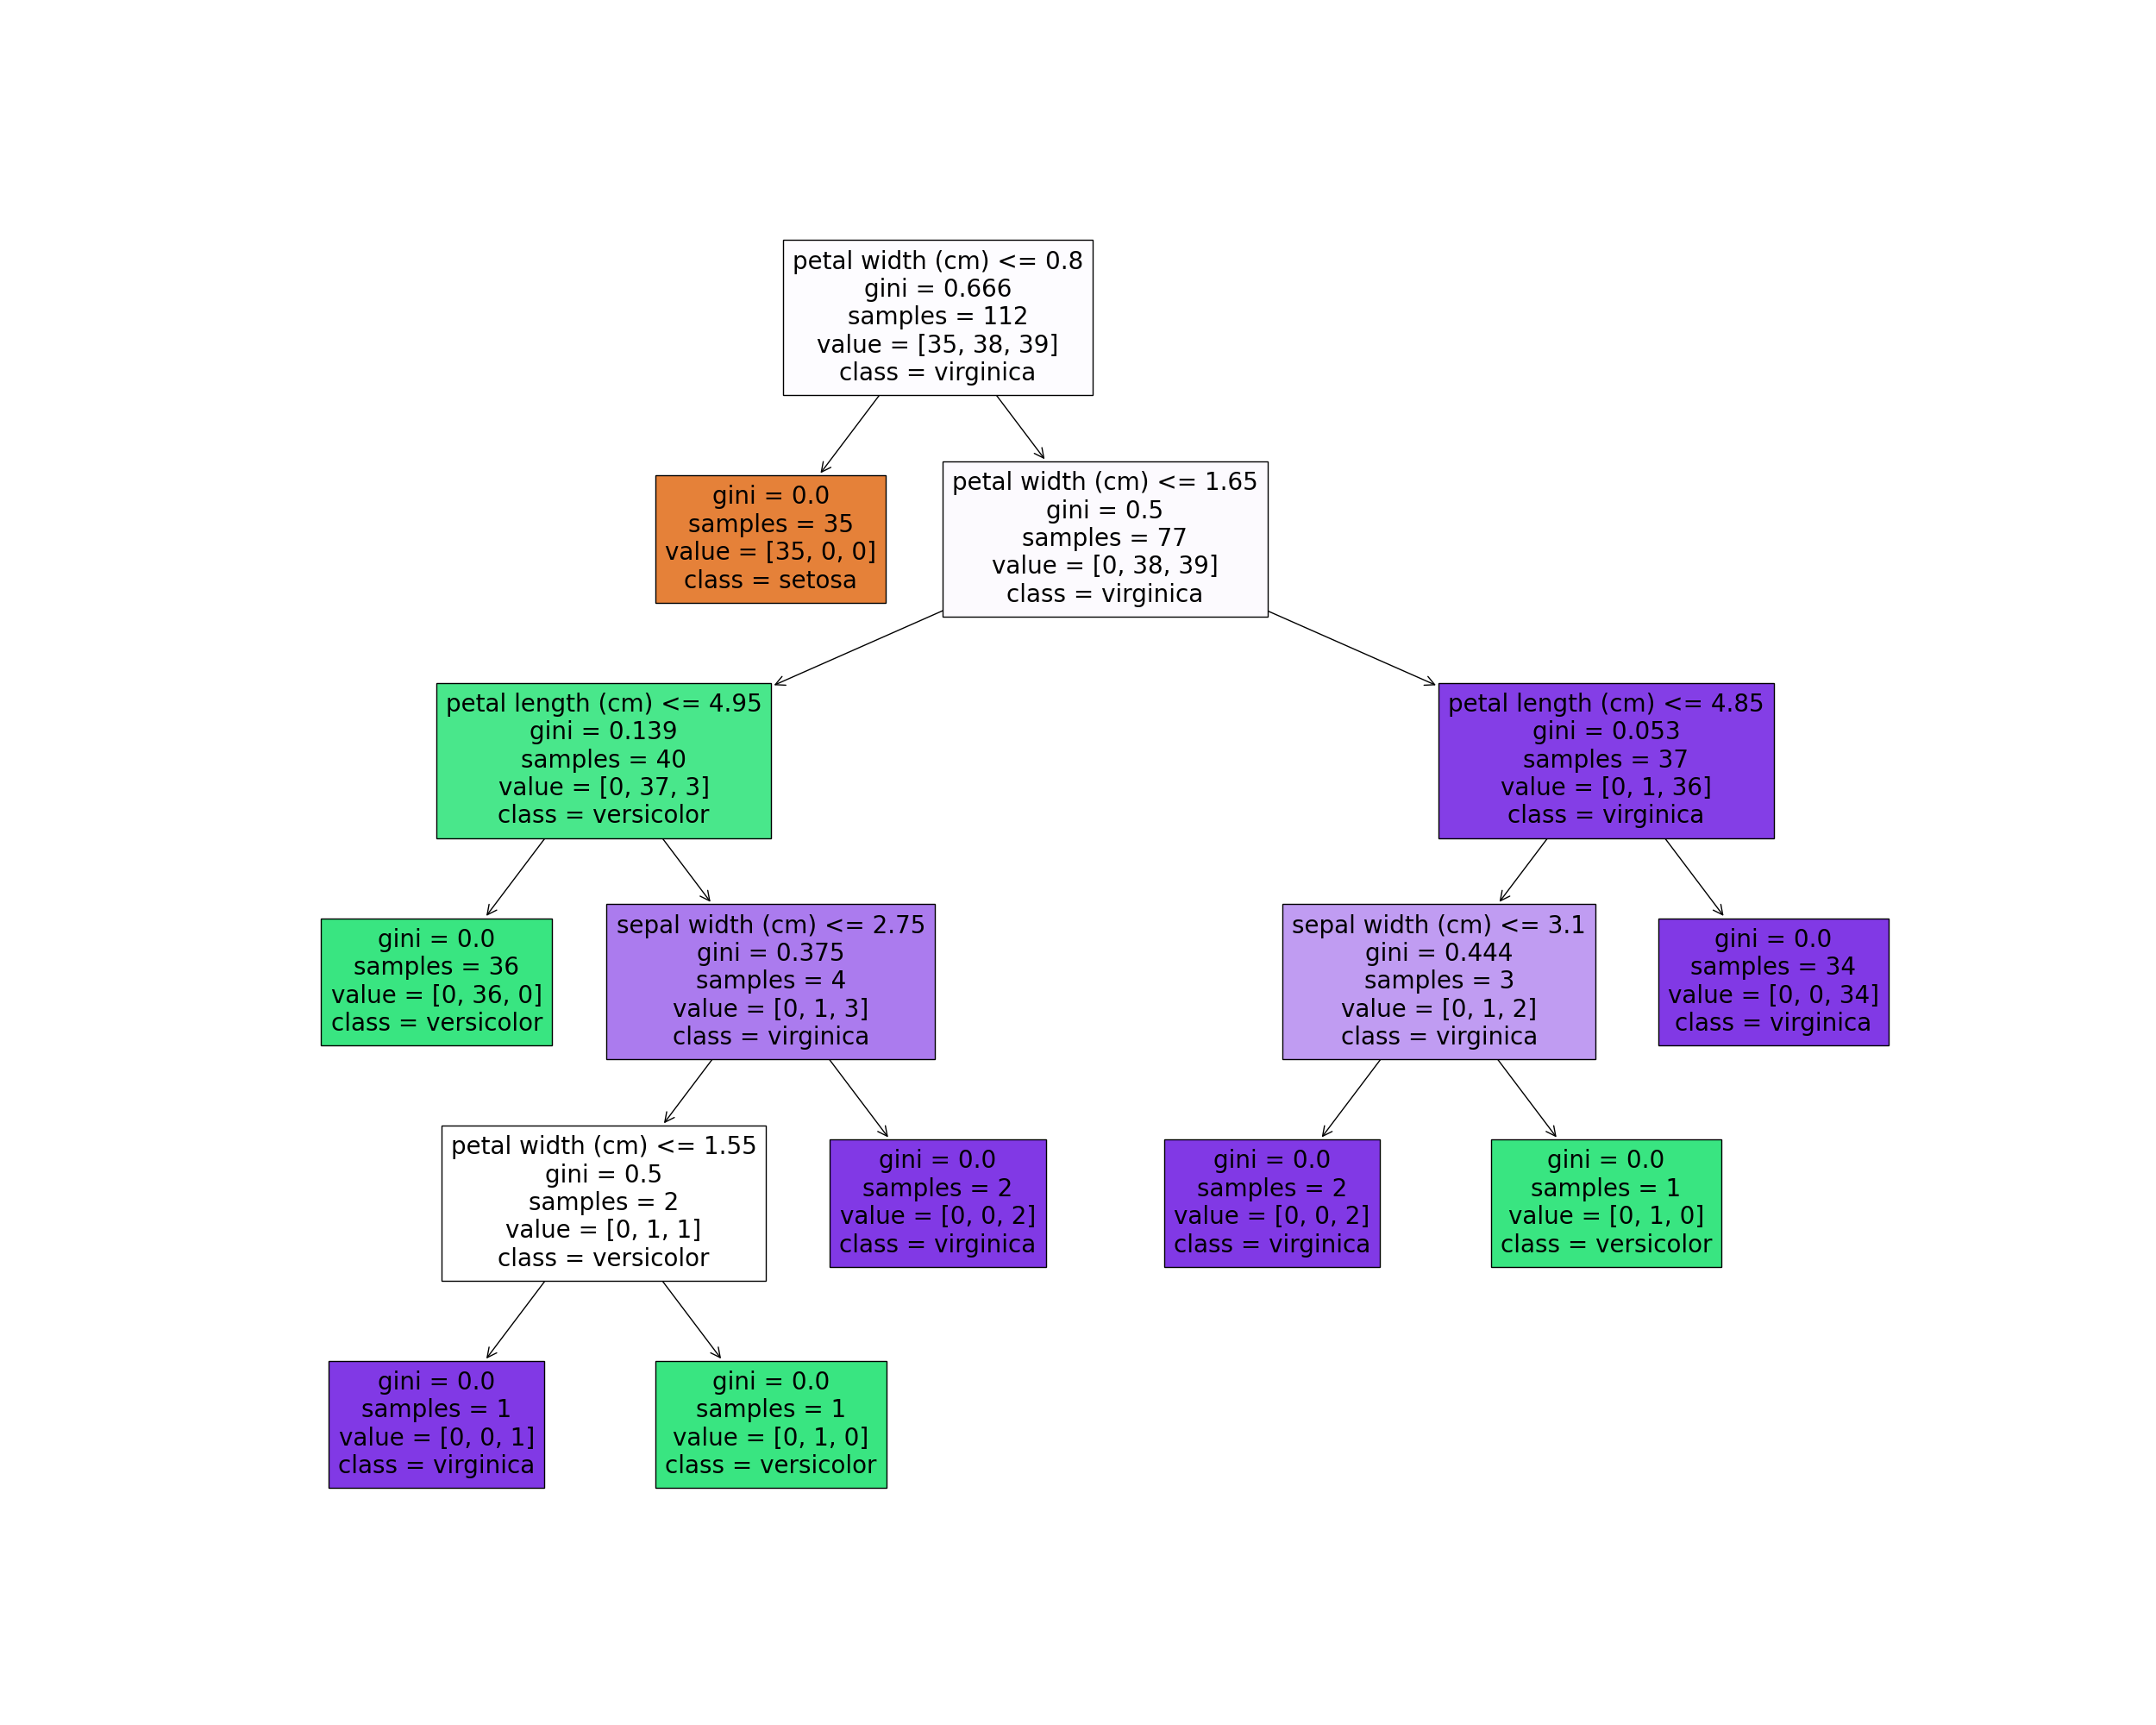 petal width (cm) <= 0.8
gini = 0.666
samples = 112
value = [35, 38, 39]
class = virginica
gini = 0.0
samples = 35
value = [35, 0, 0]
class = setosa
petal width (cm) <= 1.65
gini = 0.5
samples = 77
value = [0, 38, 39]
class = virginica
petal length (cm) <= 4.95
gini = 0.139
samples = 40
value = [0, 37, 3]
class = versicolor
petal length (cm) <= 4.85
gini = 0.053
samples = 37
value = [0, 1, 36]
class = virginica
gini = 0.0
samples = 36
value = [0, 36, 0]
class = versicolor
sepal width (cm) <= 2.75
gini = 0.375
samples = 4
value = [0, 1, 3]
class = virginica
sepal width (cm) <= 3.1
gini = 0.444
samples = 3
value = [0, 1, 2]
class = virginica
gini = 0.0
samples = 34
value = [0, 0, 34]
class = virginica
petal width (cm) <= 1.55
gini = 0.5
samples = 2
value = [0, 1, 1]
class = versicolor
gini = 0.0
samples = 2
value = [0, 0, 2]
class = virginica
gini = 0.0
samples = 2
value = [0, 0, 2]
class = virginica
gini = 0.0
samples = 1
value = [0, 1, 0]
class = versicolor
gini = 0.0
samples = 1
value = [0, 0, 1]
class = virginica
gini = 0.0
samples = 1
value = [0, 1, 0]
class = versicolor